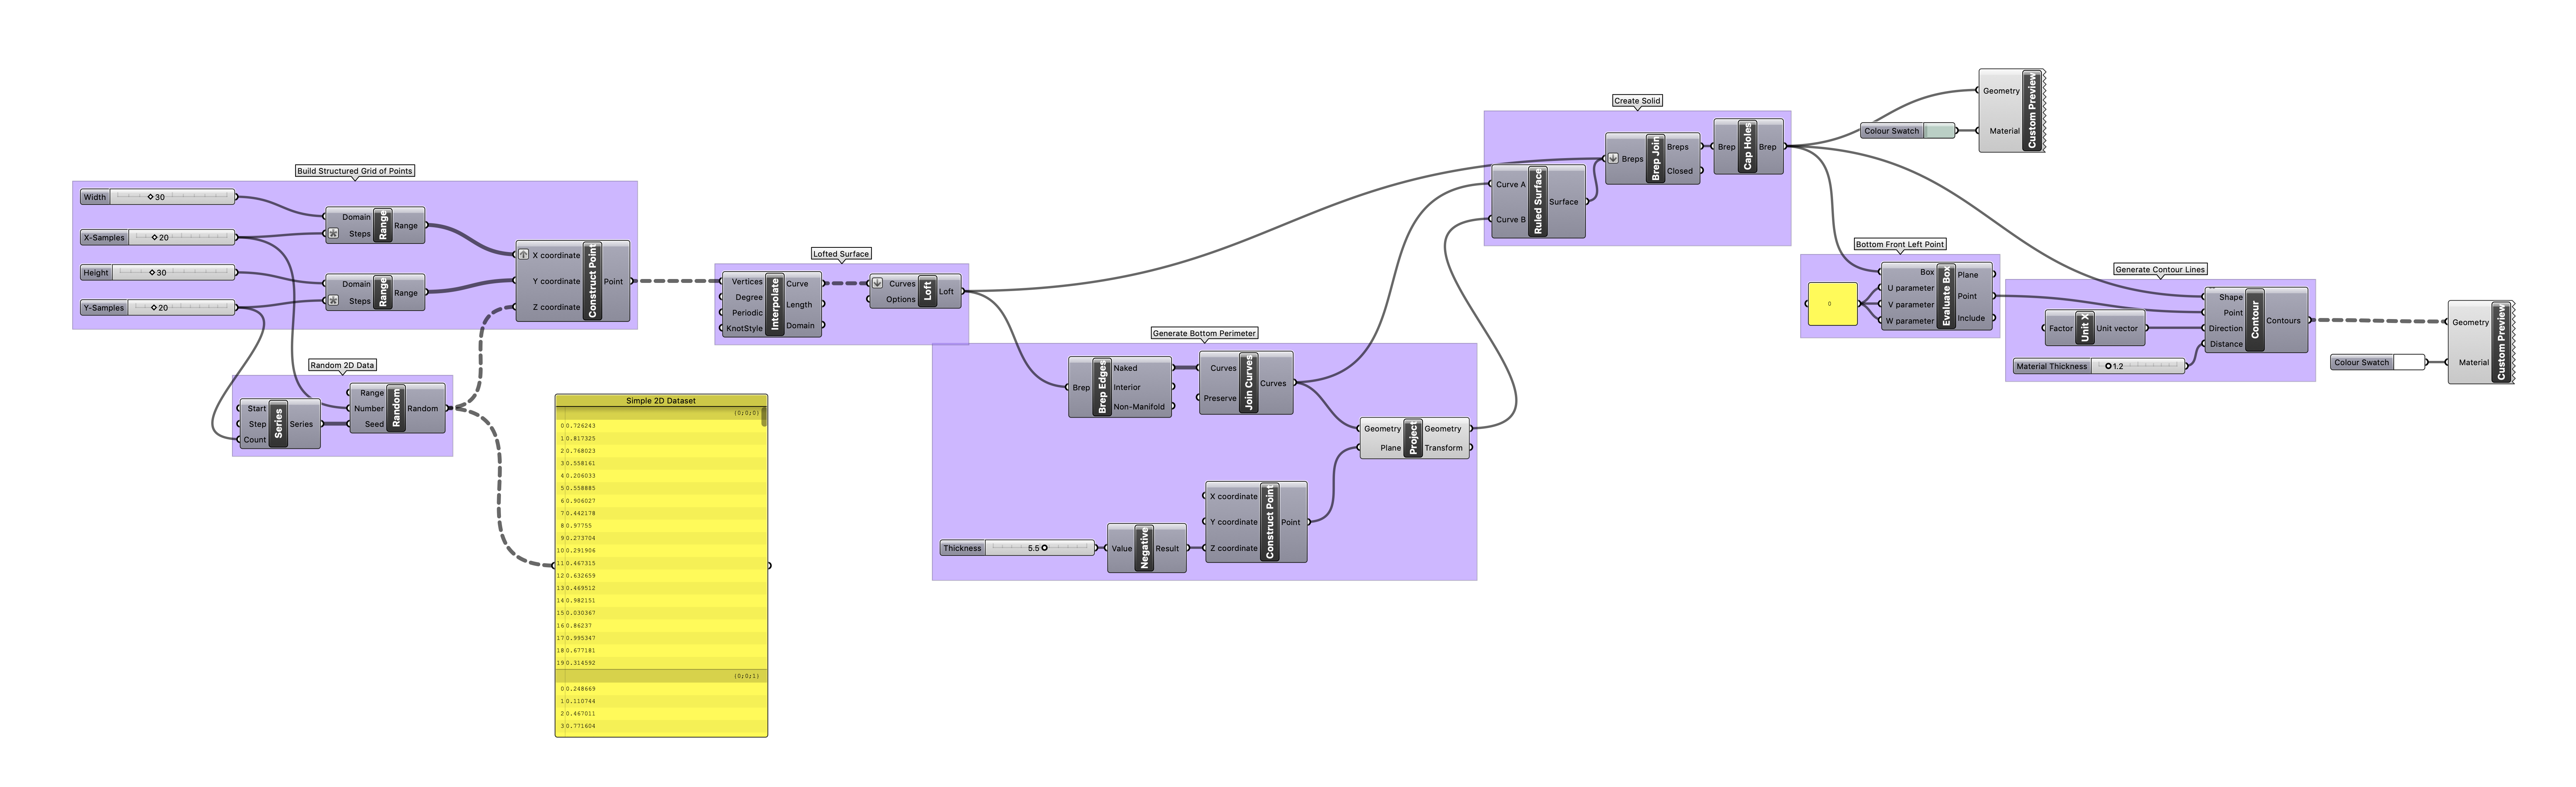 Build Structured Grid of Points
Width 30
X-Samples 20
Height 30
Y-Samples 20
Domain
Steps
Range
Range
Domain
Steps
Range
Range
X coordinate
Y coordinate
Z coordinate
Construct Point
Point
Random 2D Data
Start
Step
Count
Series
Series
Range
Number
Seed
Random
Random
Simple 2D Dataset
{0;0;0}
0 0.726243
1 0.817325
2 0.768023
3 0.558161
4 0.206033
5 0.558885
6 0.906027
7 0.442178
8 0.97755
9 0.273704
10 0.291906
11 0.467315
12 0.632659
13 0.469512
14 0.982151
15 0.030367
16 0.86237
17 0.995347
18 0.677181
19 0.314592
{0;0;1}
0 0.248669
1 0.110744
2 0.467011
3 0.771604
Lofted Surface
Vertices
Degree
Periodic
KnotStyle
Interpolate
Curve
Length
Domain
Curves
Options
Loft
Loft
Generate Bottom Perimeter
Brep
Brep Edges
Naked
Interior
Non-Manifold
Curves
Preserve
Join Curves
Curves
Geometry
Plane
Project
Geometry
Transform
Thickness 5.5
Value
Negative
Result
X coordinate
Y coordinate
Z coordinate
Construct Point
Point
Create Solid
Curve A
Curve B
Ruled Surface
Surface
Breps
Brep Join
Breps
Closed
Brep
Cap Holes
Brep
Colour Swatch
Geometry
Material
Custom Preview
Bottom Front Left Point
0
Box
U parameter
V parameter
W parameter
Evaluate Box
Plane
Point
Include
Generate Contour Lines
Factor
Unit X
Unit vector
Material Thickness 1.2
Shape
Point
Direction
Distance
Contour
Contours
Colour Swatch
Geometry
Material
Custom Preview